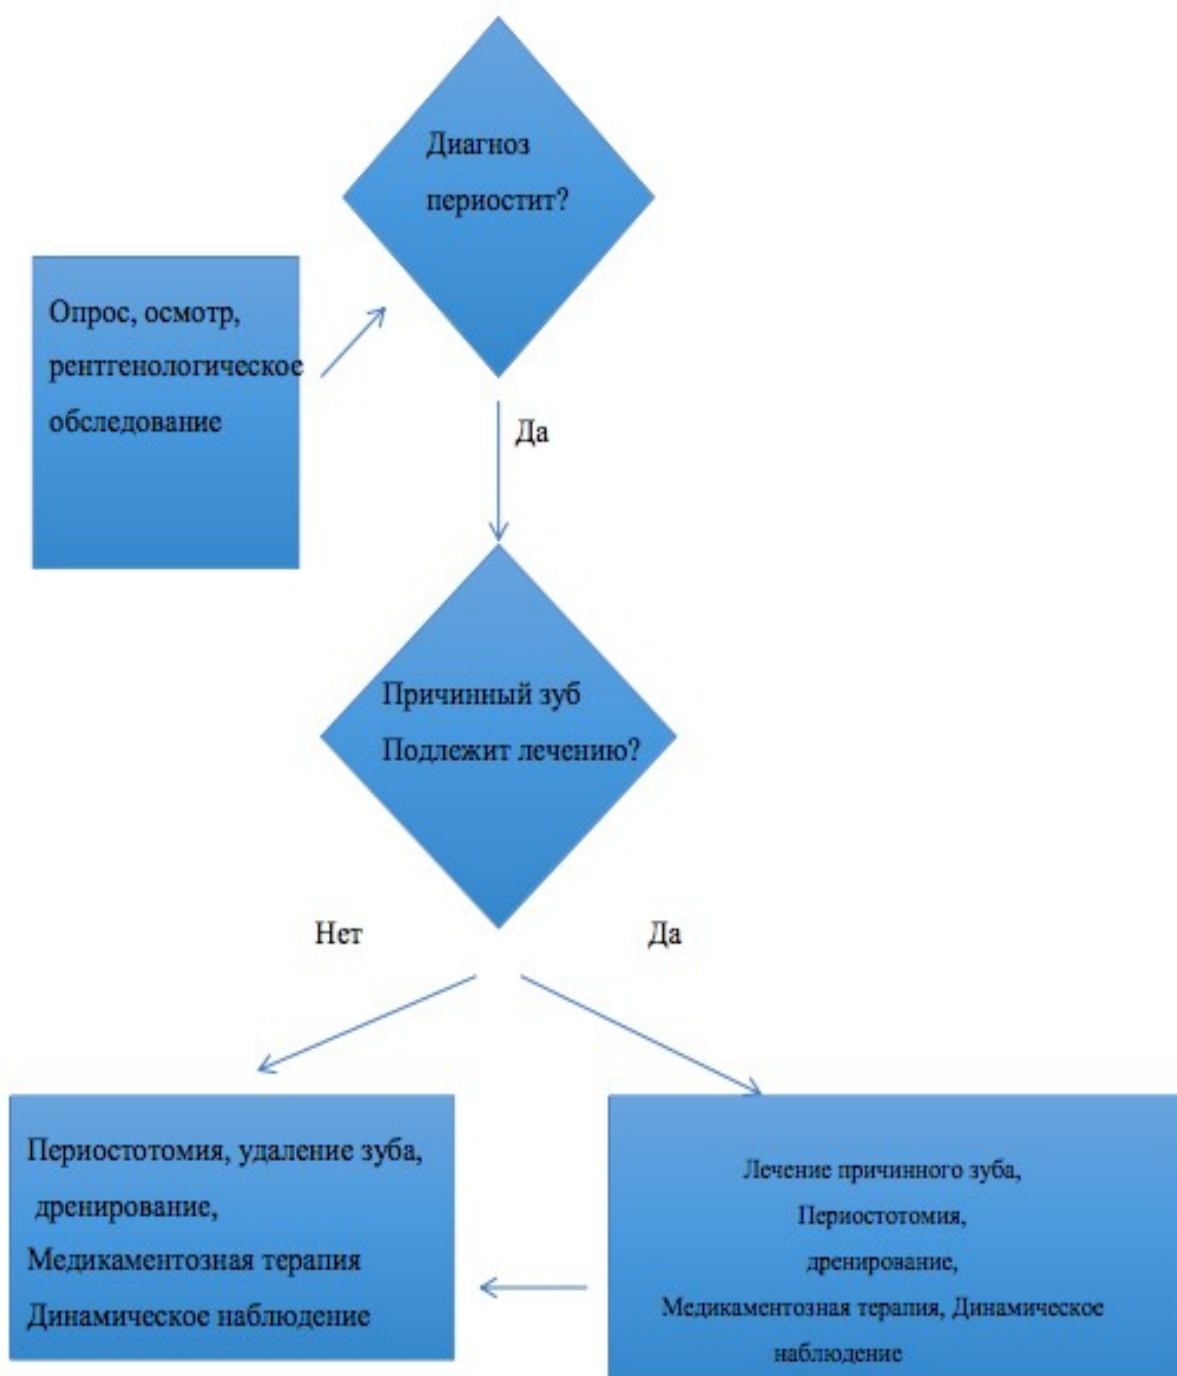 Диагноз
периостит?
Опрос, осмотр,
рентгенологическое
обследование
Да
Причинный зуб
Подлежит лечению?
Нет
Да
Периостотомия, удаление зуба,
дренирование,
Медикаментозная терапия
Динамическое наблюдение
Лечение причинного зуба,
Периостотомия,
дренирование,
Медикаментозная терапия, Динамическое
наблюдение